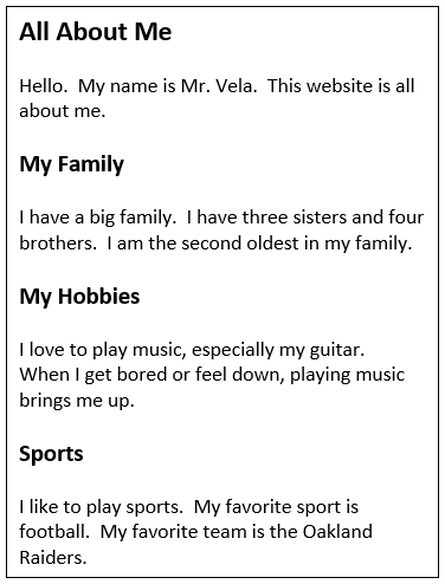 All About Me
Hello.  My name is Mr. Vela.  This website is all
about me.
My Family
I have a big family.  I have three sisters and four
brothers.  I am the second oldest in my family.
My Hobbies
I love to play music, especially my guitar.
When I get bored or feel down, playing music
brings me up.
Sports
I like to play sports.  My favorite sport is
football.  My favorite team is the Oakland
Raiders.